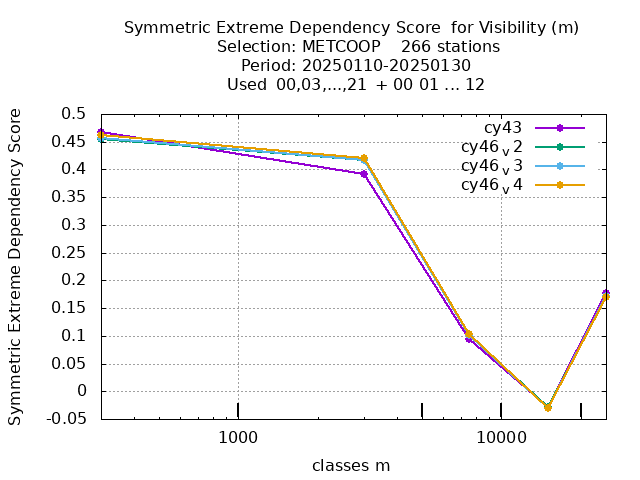 Symmetric Extreme Dependency Score  for Visibility (m)
Selection: METCOOP    266 stations
Period: 20250110-20250130
Used  00,03,...,21  + 00 01 ... 12
Symmetric Extreme Dependency Score
0.5
0.45
0.4
0.35
0.3
0.25
0.2
0.15
0.1
0.05
0
-0.05
cy43
cy46v2
cy46v3
cy46v4
1000
10000
classes m